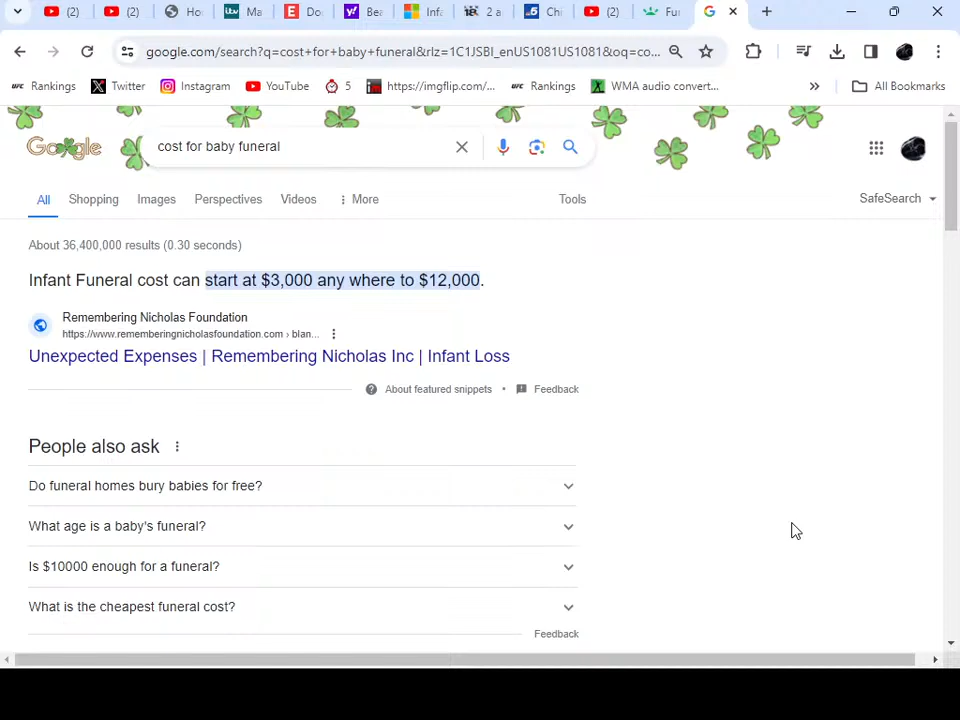 (2)
(2)
Ho
Ma
Do
Bea
Infa
2 a
Chi
(2)
Fur
google.com/search?q=cost+for+baby+funeral&rlz=1C1JSBI_enUS1081US1081&oq=co...
UFC Rankings
Twitter
Instagram
YouTube
5
https://imgflip.com/...
UFC Rankings
WMA audio convert...
All Bookmarks
Google
cost for baby funeral
All
Shopping
Images
Perspectives
Videos
More
Tools
SafeSearch
About 36,400,000 results (0.30 seconds)
Infant Funeral cost can start at $3,000 any where to $12,000.
Remembering Nicholas Foundation
https://www.rememberingnicholasfoundation.com › blan...
Unexpected Expenses | Remembering Nicholas Inc | Infant Loss
About featured snippets • Feedback
People also ask
Do funeral homes bury babies for free?
What age is a baby's funeral?
Is $10000 enough for a funeral?
What is the cheapest funeral cost?
Feedback